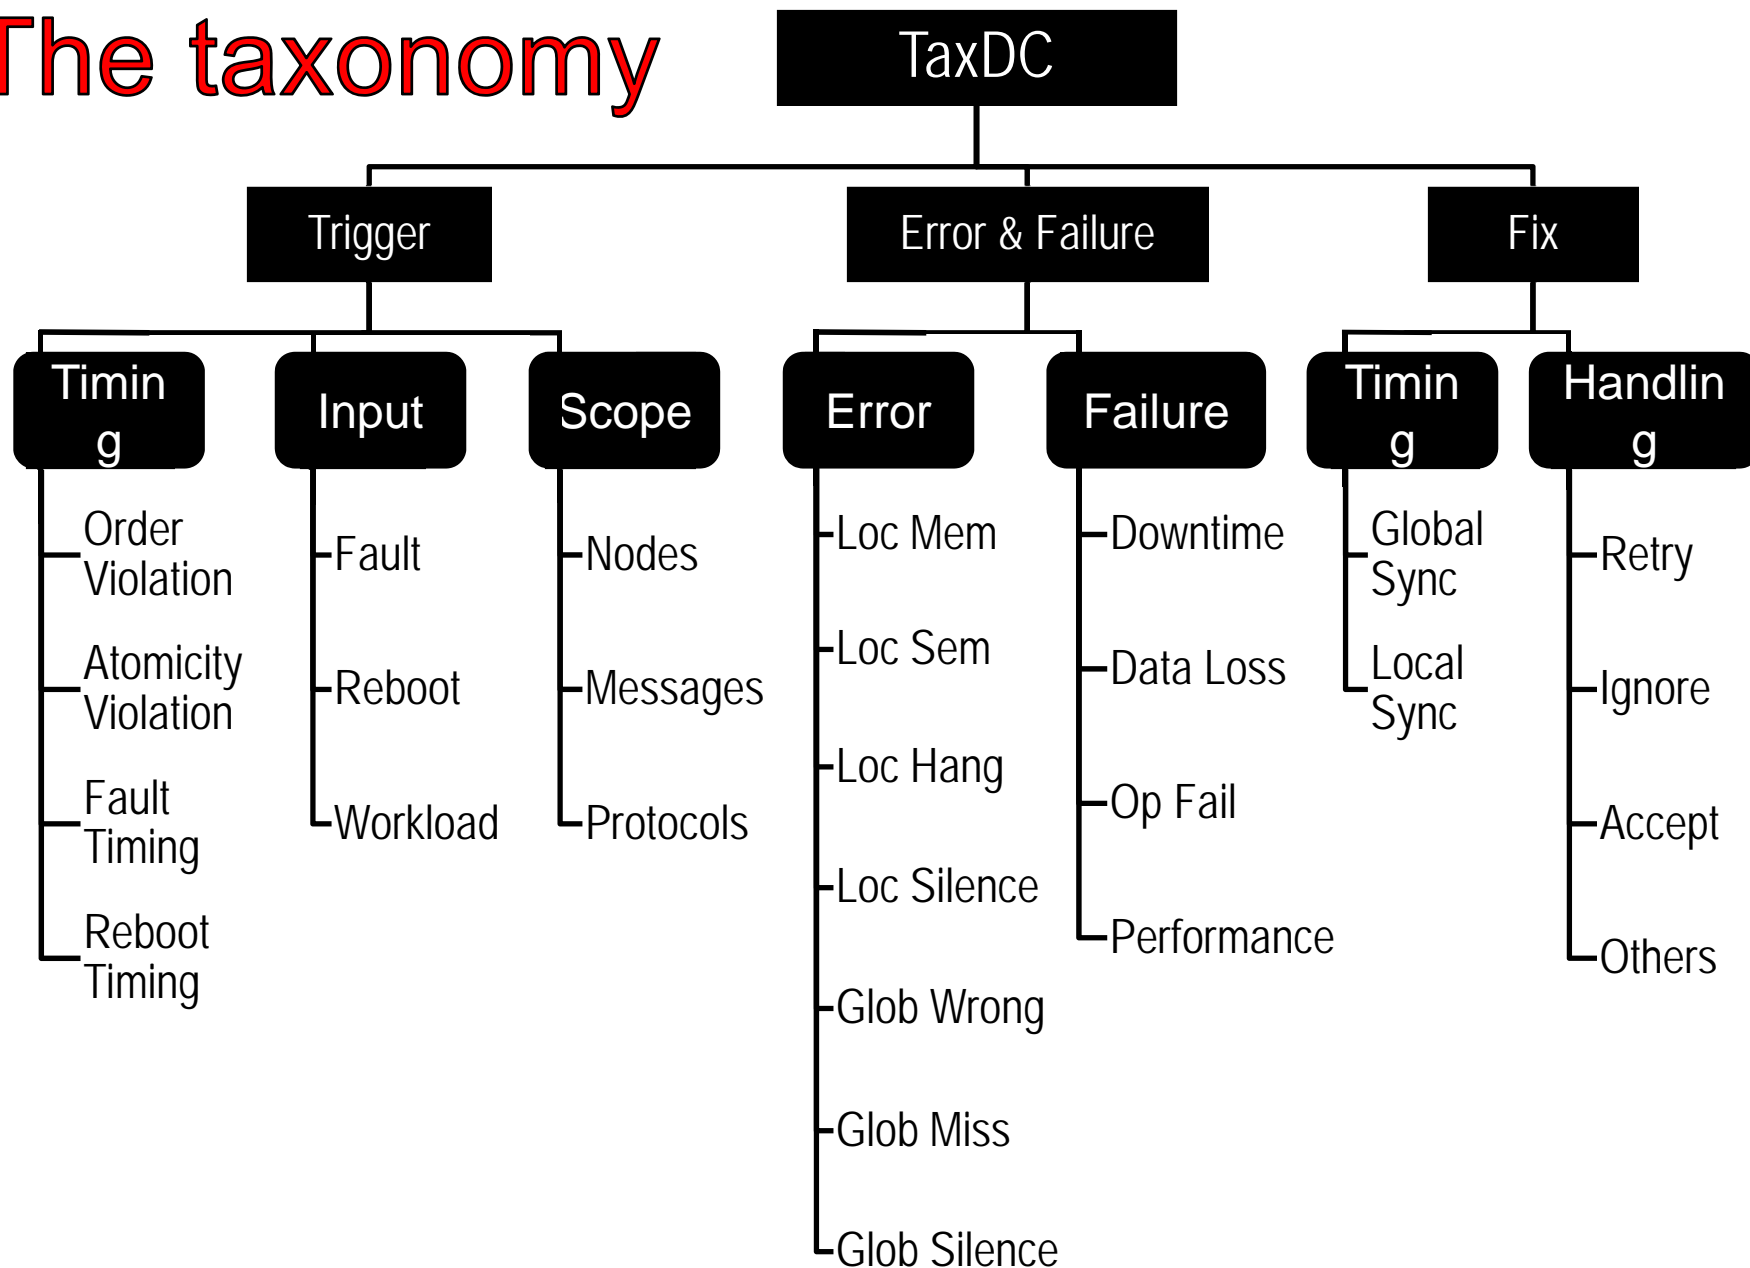 The taxonomy
TaxDC
Trigger
Error & Failure
Fix
Timin
g
Input
Scope
Error
Failure
Timin
g
Handlin
g
Order
Violation
Atomicity
Violation
Fault
Timing
Reboot
Timing
Fault
Reboot
Workload
Nodes
Messages
Protocols
Loc Mem
Loc Sem
Loc Hang
Loc Silence
Glob Wrong
Glob Miss
Glob Silence
Downtime
Data Loss
Op Fail
Performance
Global
Sync
Local
Sync
Retry
Ignore
Accept
Others